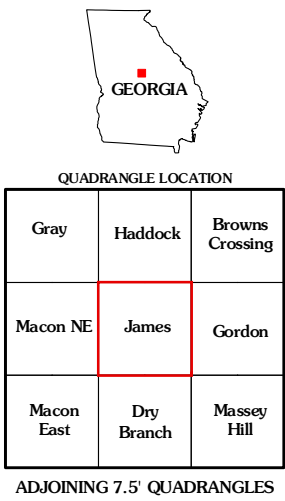 GEORGIA
QUADRANGLE LOCATION
Gray
Haddock
Browns
Crossing
Macon NE
James
Gordon
Macon
East
Dry
Branch
Massey
Hill
ADJOINING 7.5' QUADRANGLES